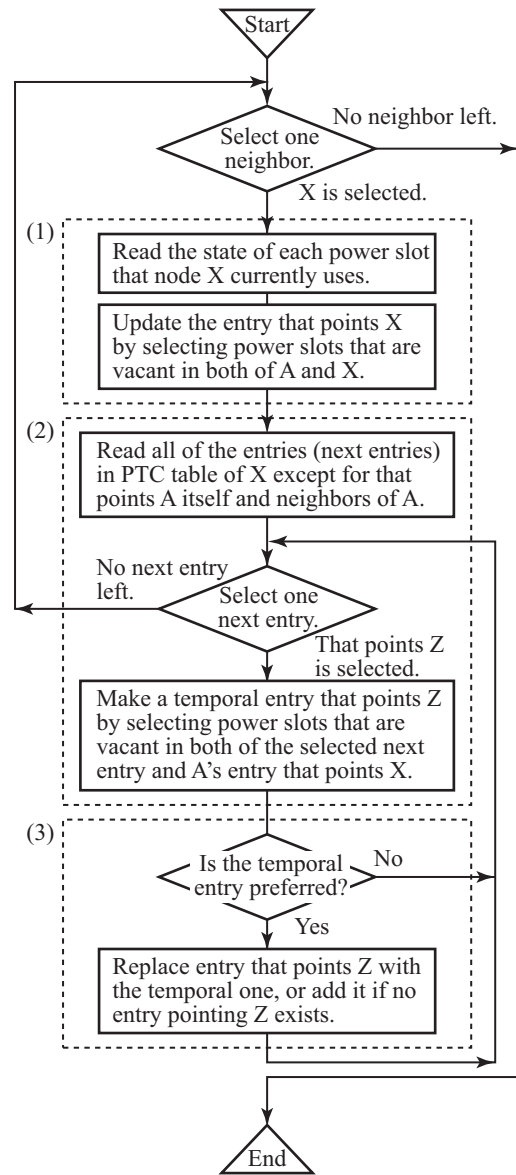 Start
No neighbor left.
Select one
neighbor.
X is selected.
(1)
Read the state of each power slot
that node X currently uses.
Update the entry that points X
by selecting power slots that are
vacant in both of A and X.
(2)
Read all of the entries (next entries)
in PTC table of X except for that
points A itself and neighbors of A.
No next entry
left.
Select one
next entry.
That points Z
is selected.
Make a temporal entry that points Z
by selecting power slots that are
vacant in both of the selected next
entry and A's entry that points X.
(3)
Is the temporal
entry preferred?
No
Yes
Replace entry that points Z with
the temporal one, or add it if no
entry pointing Z exists.
End